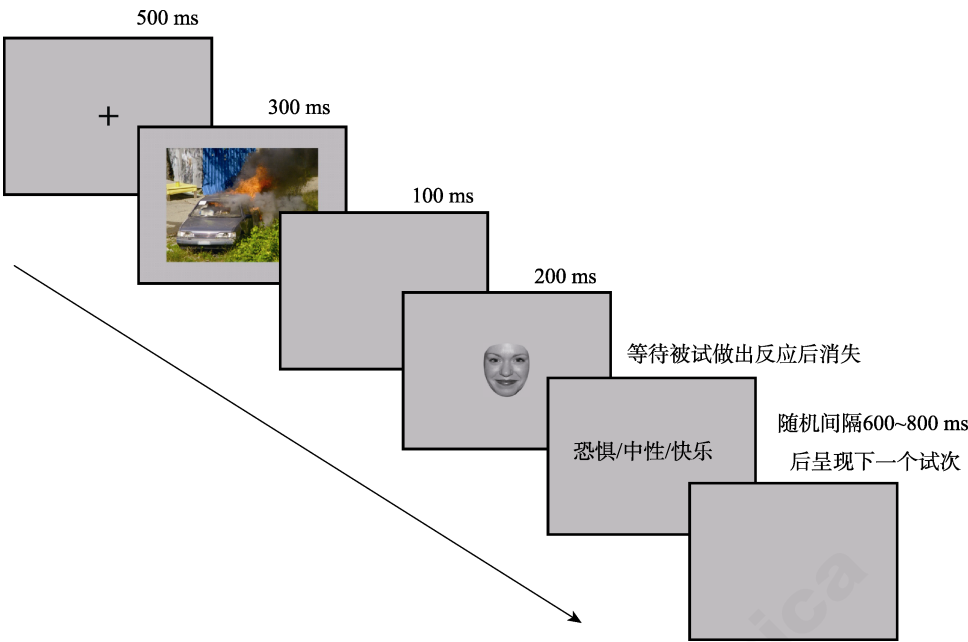 500 ms
+
300 ms
100 ms
200 ms
等待被试做出反应后消失
恐惧/中性/快乐
随机间隔600~800 ms
后呈现下一个试次
ica